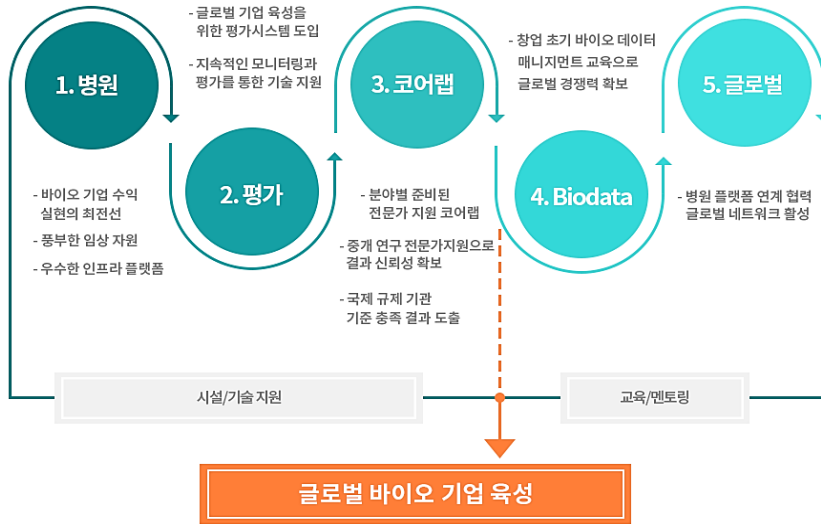 1. 병원
- 바이오 기업 수익
실현의 최전선
- 풍부한 임상 자원
- 우수한 인프라 플랫폼
- 글로벌 기업 육성을
위한 평가시스템 도입
- 지속적인 모니터링과
평가를 통한 기술 지원
2. 평가
3. 코어랩
- 분야별 준비된
전문가 지원 코어랩
- 중개 연구 전문가지원으로
결과 신뢰성 확보
- 국제 규제 기관
기준 충족 결과 도출
- 창업 초기 바이오 데이터
매니지먼트 교육으로
글로벌 경쟁력 확보
4. Biodata
5. 글로벌
- 병원 플랫폼 연계 협력
글로벌 네트워크 활성
시설/기술 지원
교육/멘토링
글로벌 바이오 기업 육성